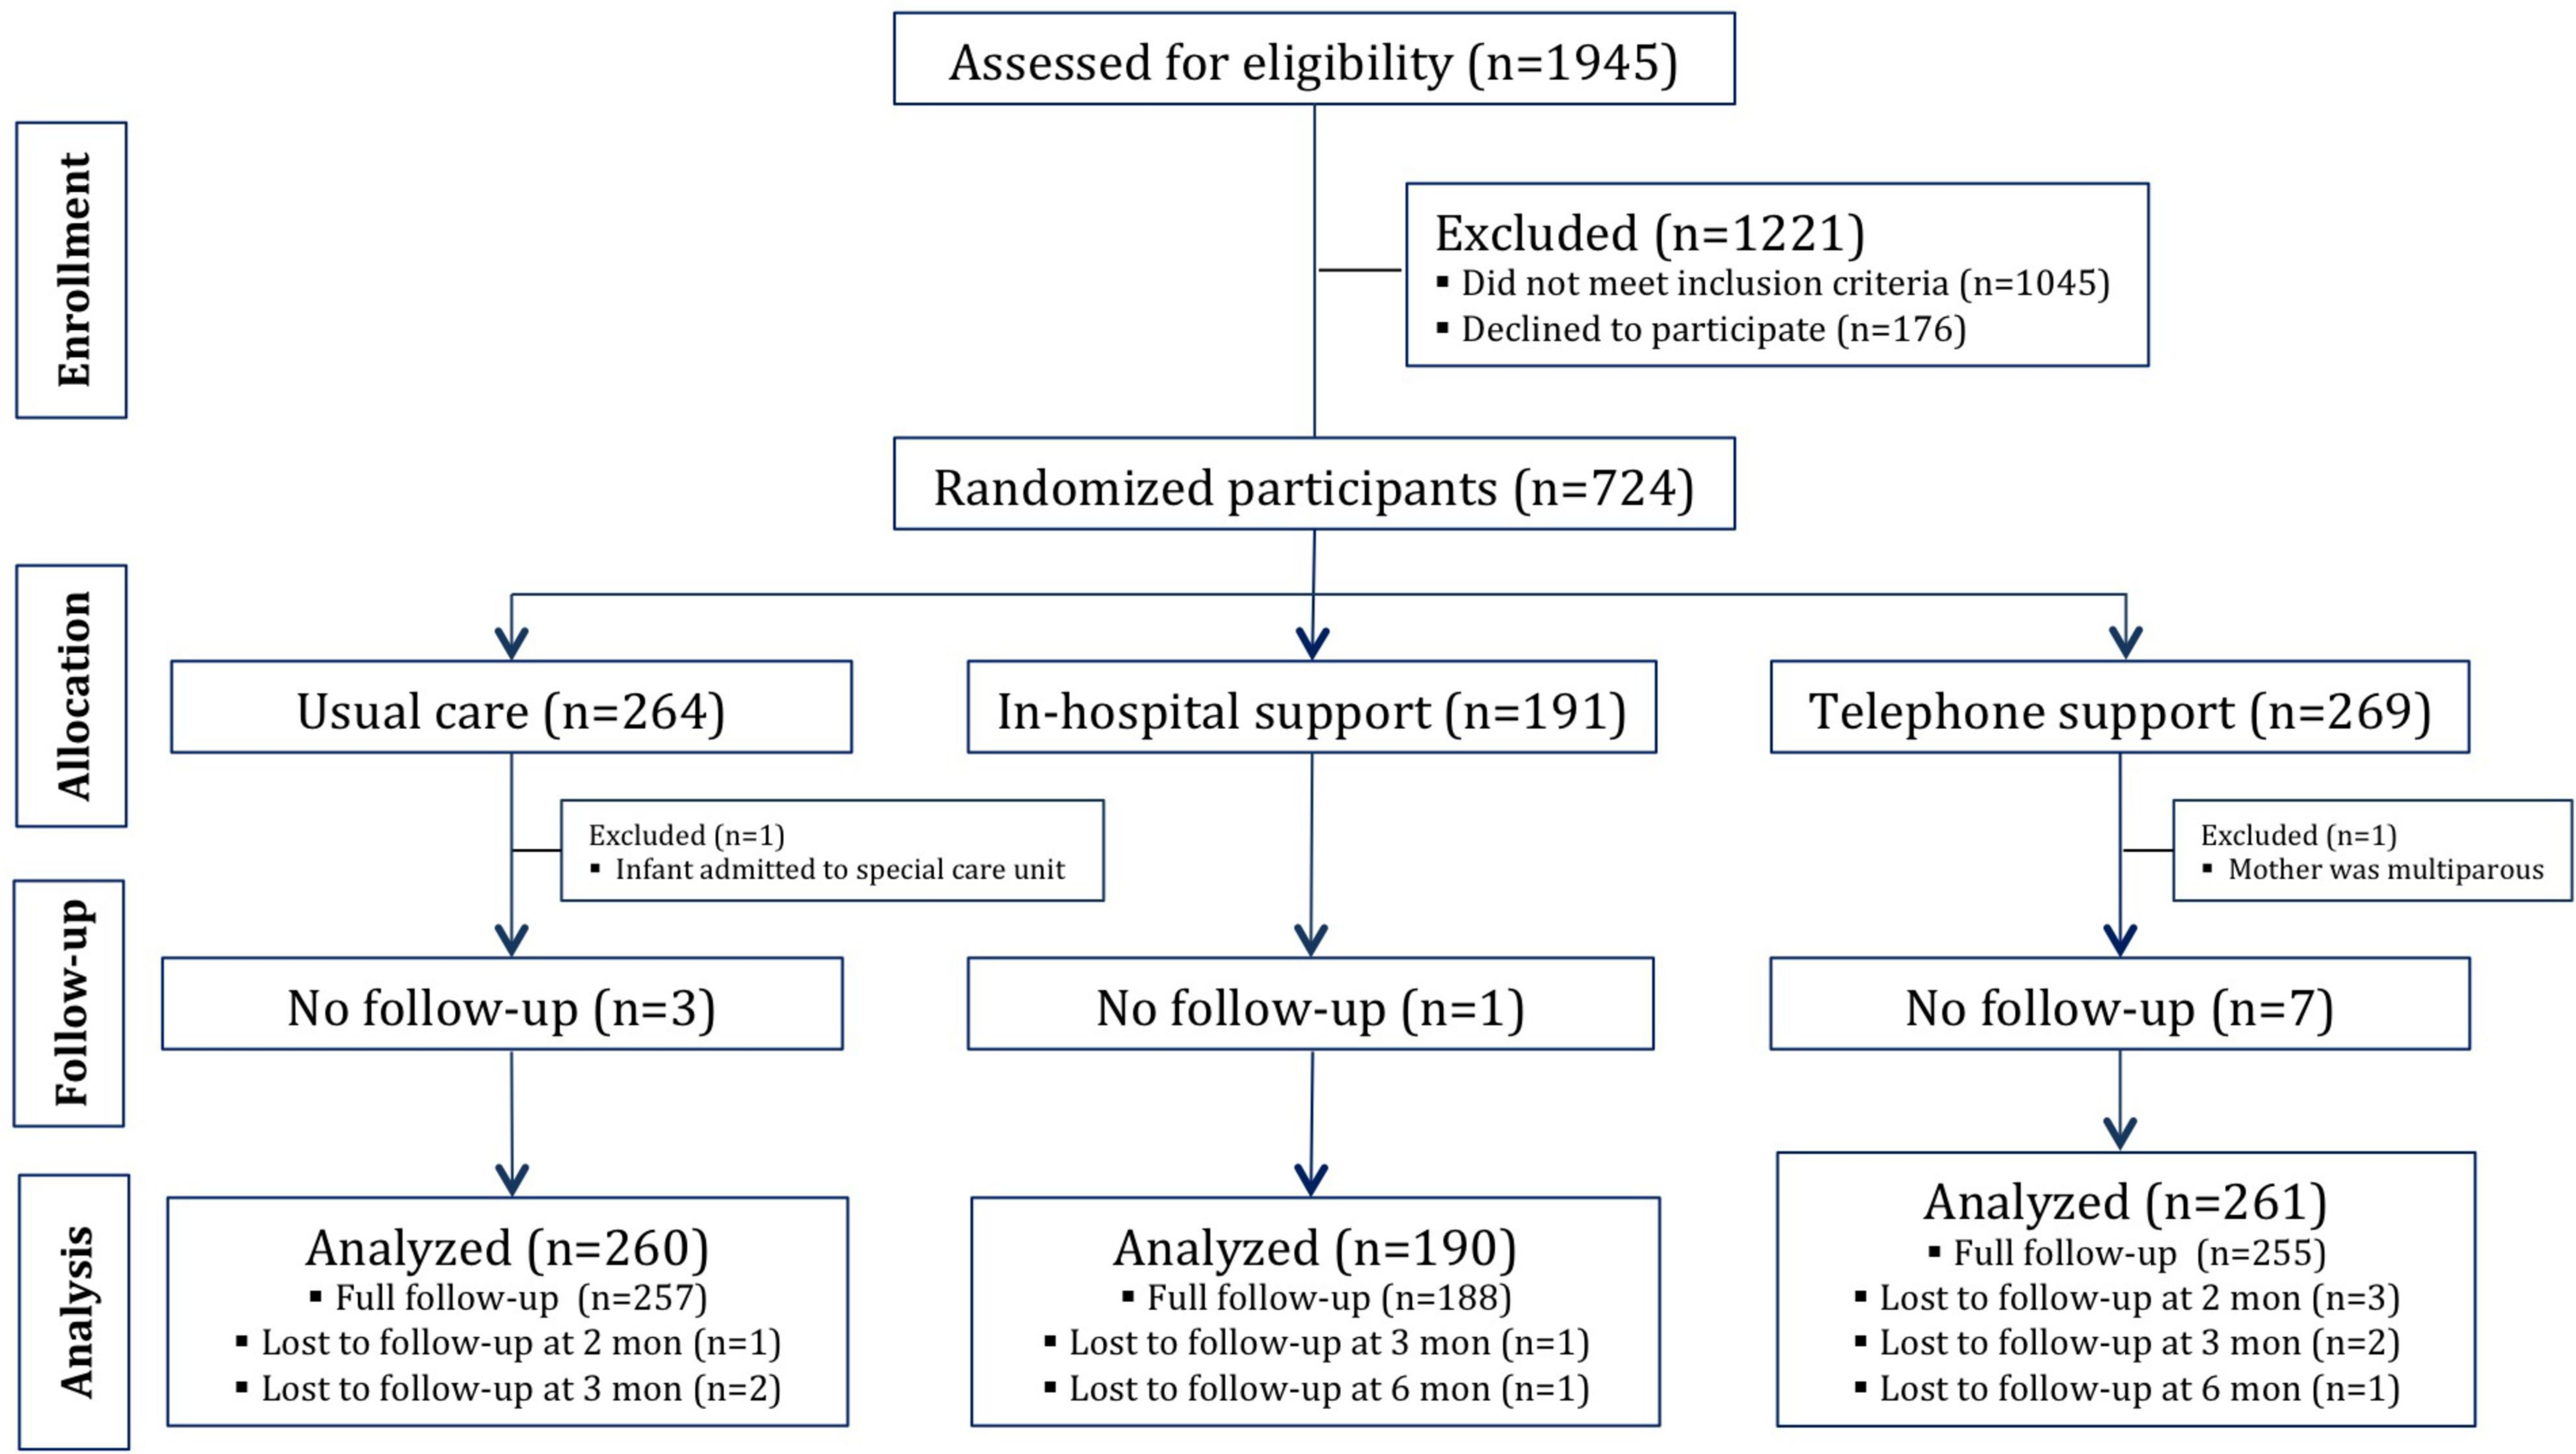 Assessed for eligibility (n=1945)
Enrollment
Excluded (n=1221)
▪ Did not meet inclusion criteria (n=1045)
▪ Declined to participate (n=176)
Randomized participants (n=724)
Allocation
Usual care (n=264)
In-hospital support (n=191)
Telephone support (n=269)
Excluded (n=1)
▪ Infant admitted to special care unit
Excluded (n=1)
▪ Mother was multiparous
Follow-up
No follow-up (n=3)
No follow-up (n=1)
No follow-up (n=7)
Analysis
Analyzed (n=260)
▪ Full follow-up (n=257)
▪ Lost to follow-up at 2 mon (n=1)
▪ Lost to follow-up at 3 mon (n=2)
Analyzed (n=190)
▪ Full follow-up (n=188)
▪ Lost to follow-up at 3 mon (n=1)
▪ Lost to follow-up at 6 mon (n=1)
Analyzed (n=261)
▪ Full follow-up (n=255)
▪ Lost to follow-up at 2 mon (n=3)
▪ Lost to follow-up at 3 mon (n=2)
▪ Lost to follow-up at 6 mon (n=1)